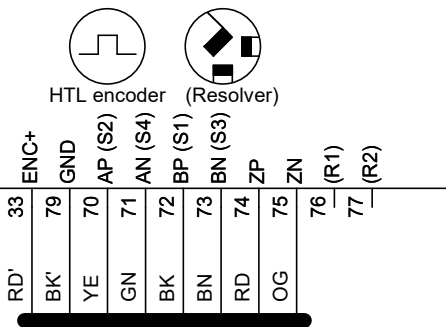 HTL encoder (Resolver)
ENC+ GND AP (S2) AN (S4) BP (S1) BN (S3) ZP ZN (R1) (R2)
33 79 70 71 72 73 74 75 76 77
RD' BK' YE GN BK BN RD OG